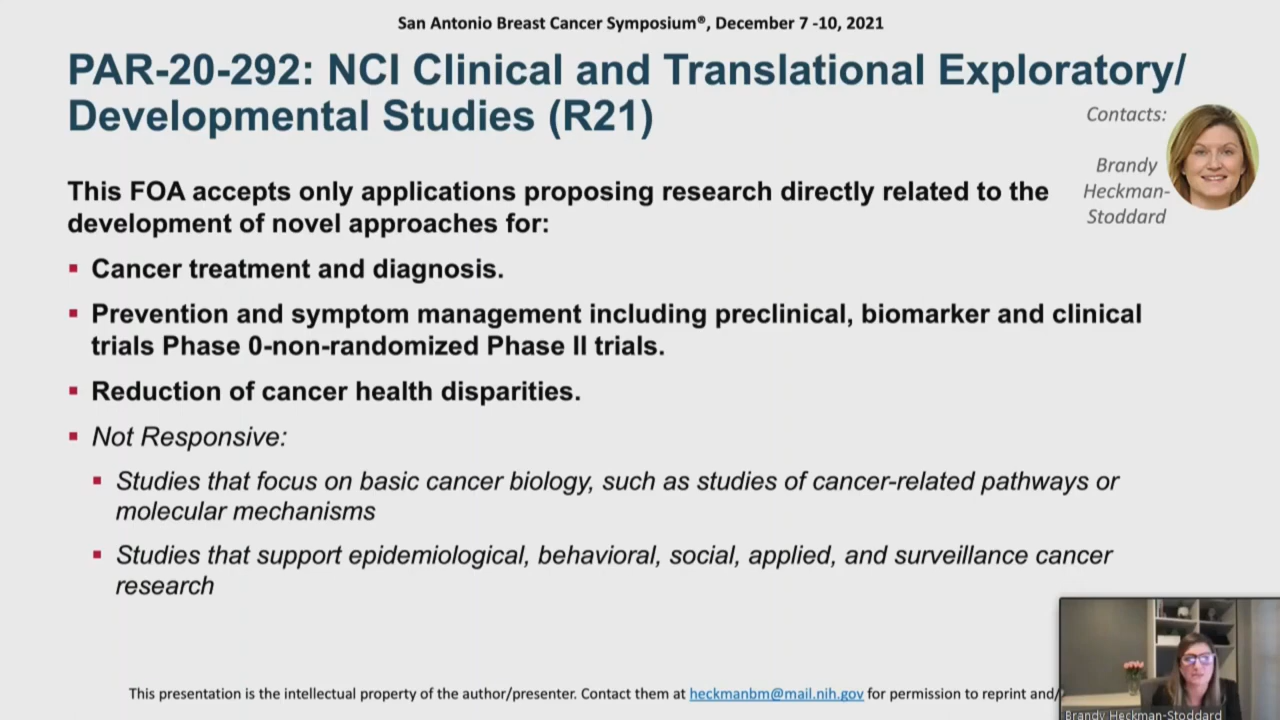 San Antonio Breast Cancer Symposium®, December 7 -10, 2021
PAR-20-292: NCI Clinical and Translational Exploratory/
Developmental Studies (R21)
Contacts:
Brandy
Heckman-
Stoddard
This FOA accepts only applications proposing research directly related to the
development of novel approaches for:
▪ Cancer treatment and diagnosis.
▪ Prevention and symptom management including preclinical, biomarker and clinical
trials Phase 0-non-randomized Phase II trials.
▪ Reduction of cancer health disparities.
▪ Not Responsive:
▪ Studies that focus on basic cancer biology, such as studies of cancer-related pathways or
molecular mechanisms
▪ Studies that support epidemiological, behavioral, social, applied, and surveillance cancer
research
This presentation is the intellectual property of the author/presenter. Contact them at heckmanbm@mail.nih.gov for permission to reprint and/
Brandy Heckman-Stoddard